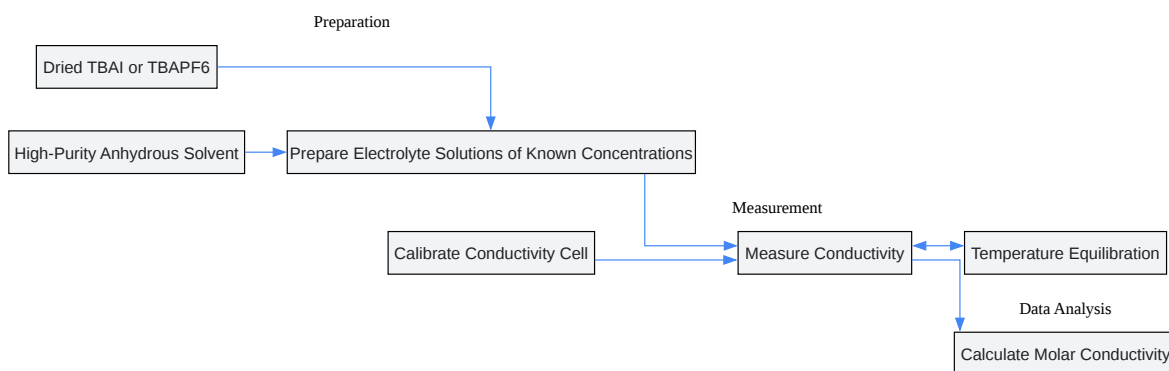 Preparation
Dried TBAI or TBAPF6
High-Purity Anhydrous Solvent
Prepare Electrolyte Solutions of Known Concentrations
Measurement
Calibrate Conductivity Cell
Measure Conductivity
Temperature Equilibration
Data Analysis
Calculate Molar Conductivity